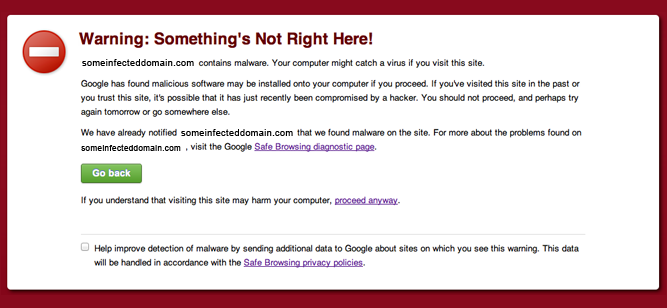 Warning: Something's Not Right Here!
someinfecteddomain.com contains malware. Your computer might catch a virus if you visit this site.
Google has found malicious software may be installed onto your computer if you proceed. If you've visited this site in the past or
you trust this site, it's possible that it has just recently been compromised by a hacker. You should not proceed, and perhaps try
again tomorrow or go somewhere else.
We have already notified someinfecteddomain.com that we found malware on the site. For more about the problems found on
someinfecteddomain.com , visit the Google Safe Browsing diagnostic page.
Go back
If you understand that visiting this site may harm your computer, proceed anyway.
Help improve detection of malware by sending additional data to Google about sites on which you see this warning. This data
will be handled in accordance with the Safe Browsing privacy policies.